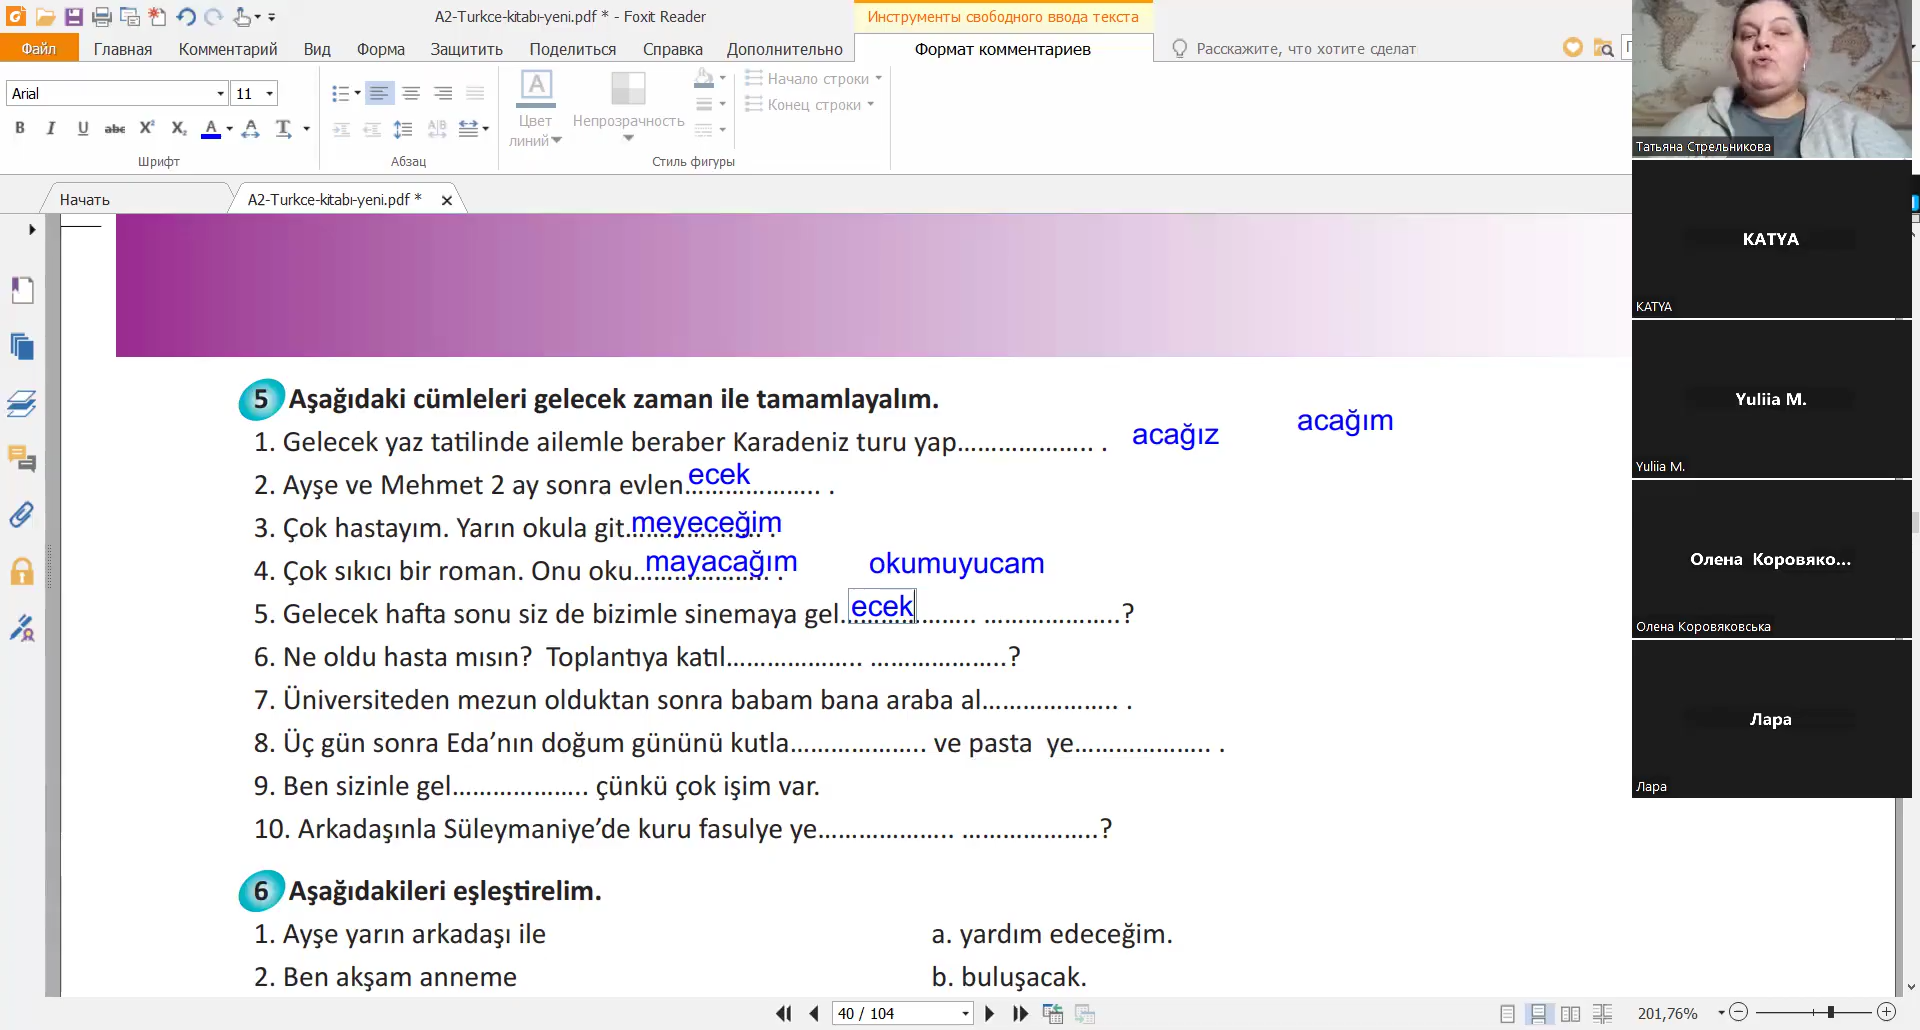 A2-Turkce-kitabı-yeni.pdf * - Foxit Reader
Инструменты свободного ввода текста
Файл
Главная
Комментарий
Вид
Форма
Защитить
Поделиться
Справка
Дополнительно
Формат комментариев
Расскажите, что хотите сделат
Arial
11
Шрифт
Абзац
Цвет линий
Непрозрачность
Начало строки
Конец строки
Стиль фигуры
Начать
A2-Turkce-kitabı-yeni.pdf *
5 Aşağıdaki cümleleri gelecek zaman ile tamamlayalım.
acağım
1. Gelecek yaz tatilinde ailemle beraber Karadeniz turu yap.................... . acağız
2. Ayşe ve Mehmet 2 ay sonra evlen.................... . ecek
3. Çok hastayım. Yarın okula git.................... . meyeceğim
4. Çok sıkıcı bir roman. Onu oku.................... . mayacağım okumuyucam
5. Gelecek hafta sonu siz de bizimle sinemaya gel.................... ....................? ecek
6. Ne oldu hasta mısın? Toplantıya katıl.................... ....................?
7. Üniversiteden mezun olduktan sonra babam bana araba al.................... .
8. Üç gün sonra Eda’nın doğum gününü kutla.................... ve pasta ye.................... .
9. Ben sizinle gel.................... çünkü çok işim var.
10. Arkadaşınla Süleymaniye’de kuru fasulye ye.................... ....................?
6 Aşağıdakileri eşleştirelim.
1. Ayşe yarın arkadaşı ile a. yardım edeceğim.
2. Ben akşam anneme b. buluşacak.
40 / 104
201,76%
Татьяна Стрельникова
KATYA
KATYA
Yuliia M.
Yuliia M.
Олена Коровяко...
Олена Коровяковська
Лара
Лара